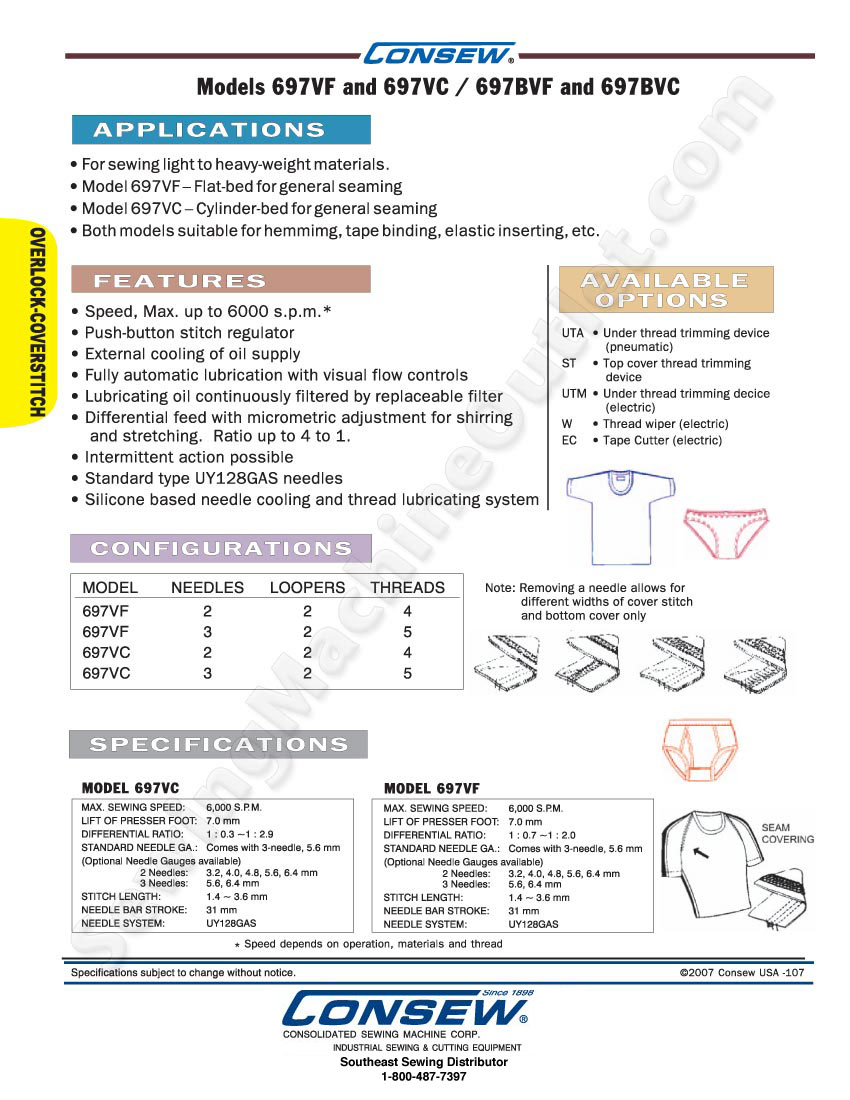 CONSEW®
Models 697VF and 697VC / 697BVF and 697BVC
APPLICATIONS
• For sewing light to heavy-weight materials.
• Model 697VF – Flat-bed for general seaming
• Model 697VC – Cylinder-bed for general seaming
• Both models suitable for hemmimg, tape binding, elastic inserting, etc.
OVERLOCK-COVERSTITCH
FEATURES
• Speed, Max. up to 6000 s.p.m.*
• Push-button stitch regulator
• External cooling of oil supply
• Fully automatic lubrication with visual flow controls
• Lubricating oil continuously filtered by replaceable filter
• Differential feed with micrometric adjustment for shirring
and stretching. Ratio up to 4 to 1.
• Intermittent action possible
• Standard type UY128GAS needles
• Silicone based needle cooling and thread lubricating system
AVAILABLE
OPTIONS
UTA • Under thread trimming device
(pneumatic)
ST • Top cover thread trimming
device
UTM • Under thread trimming decice
(electric)
W • Thread wiper (electric)
EC • Tape Cutter (electric)
CONFIGURATIONS
MODEL NEEDLES LOOPERS THREADS
697VF 2 2 4
697VF 3 2 5
697VC 2 2 4
697VC 3 2 5
Note: Removing a needle allows for
different widths of cover stitch
and bottom cover only
SPECIFICATIONS
MODEL 697VC
MAX. SEWING SPEED: 6,000 S.P.M.
LIFT OF PRESSER FOOT: 7.0 mm
DIFFERENTIAL RATIO: 1 : 0.3 ~1 : 2.9
STANDARD NEEDLE GA.: Comes with 3-needle, 5.6 mm
(Optional Needle Gauges available)
2 Needles: 3.2, 4.0, 4.8, 5.6, 6.4 mm
3 Needles: 5.6, 6.4 mm
STITCH LENGTH: 1.4 ~ 3.6 mm
NEEDLE BAR STROKE: 31 mm
NEEDLE SYSTEM: UY128GAS
MODEL 697VF
MAX. SEWING SPEED: 6,000 S.P.M.
LIFT OF PRESSER FOOT: 7.0 mm
DIFFERENTIAL RATIO: 1 : 0.7 ~1 : 2.0
STANDARD NEEDLE GA.: Comes with 3-needle, 5.6 mm
(Optional Needle Gauges available)
2 Needles: 3.2, 4.0, 4.8, 5.6, 6.4 mm
3 Needles: 5.6, 6.4 mm
STITCH LENGTH: 1.4 ~ 3.6 mm
NEEDLE BAR STROKE: 31 mm
NEEDLE SYSTEM: UY128GAS
SEAM
COVERING
* Speed depends on operation, materials and thread
Specifications subject to change without notice.
©2007 Consew USA -107
Since 1898
CONSEW®
CONSOLIDATED SEWING MACHINE CORP.
INDUSTRIAL SEWING & CUTTING EQUIPMENT
Southeast Sewing Distributor
1-800-487-7397
SewingMachineOutlet.com